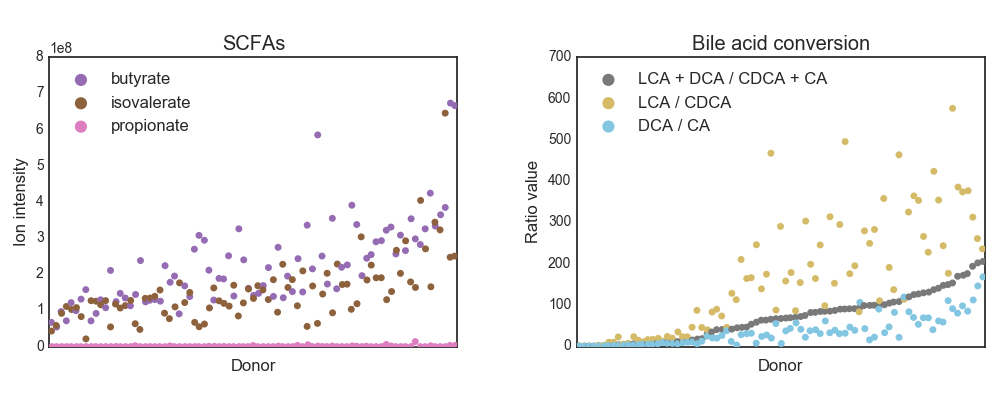 SCFAs
1e8
8
7
6
5
4
3
2
1
0
Ion intensity
butyrate
isovalerate
propionate
Donor
Bile acid conversion
700
600
500
400
300
200
100
0
Ratio value
LCA + DCA / CDCA + CA
LCA / CDCA
DCA / CA
Donor